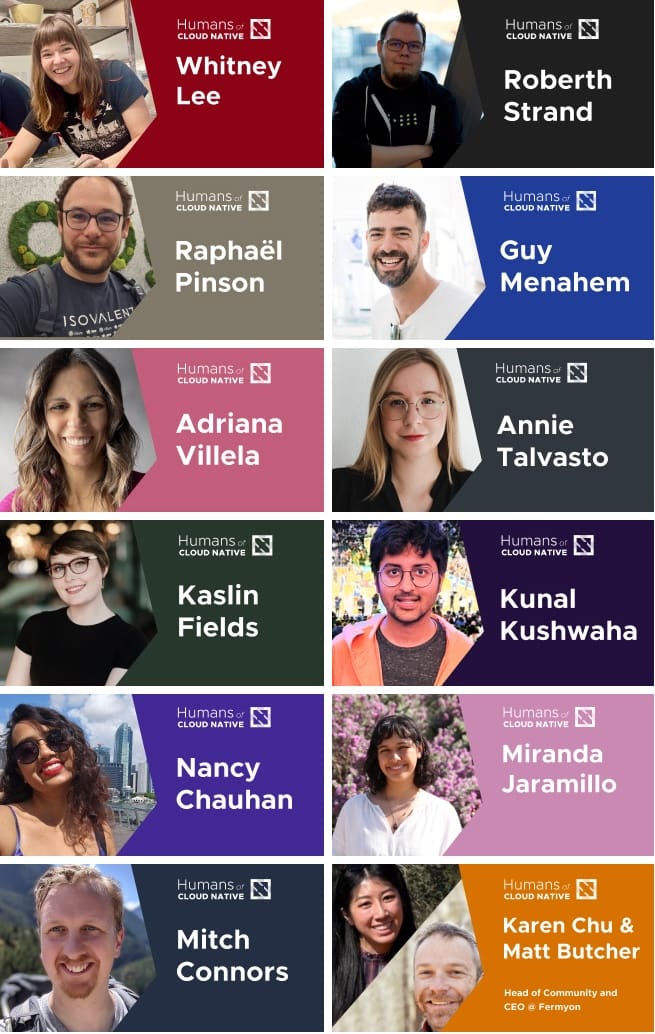 Humans of
CLOUD NATIVE
Whitney
Lee
Humans of
CLOUD NATIVE
Roberth
Strand
Humans of
CLOUD NATIVE
Raphaël
Pinson
ISOVALENT
Humans of
CLOUD NATIVE
Guy
Menahem
Humans of
CLOUD NATIVE
Adriana
Villela
Humans of
CLOUD NATIVE
Annie
Talvasto
Humans of
CLOUD NATIVE
Kaslin
Fields
Humans of
CLOUD NATIVE
Kunal
Kushwaha
Humans of
CLOUD NATIVE
Nancy
Chauhan
Humans of
CLOUD NATIVE
Miranda
Jaramillo
Humans of
CLOUD NATIVE
Mitch
Connors
Humans of
CLOUD NATIVE
Karen Chu &
Matt Butcher
Head of Community and
CEO @ Fermyon